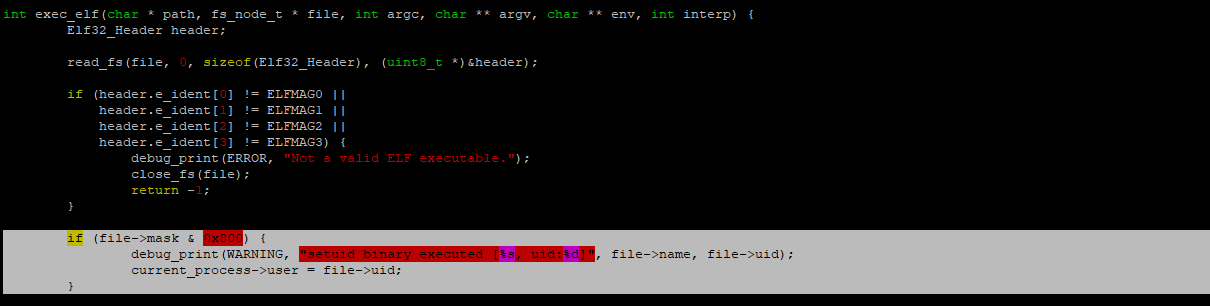 int exec_elf(char * path, fs_node_t * file, int argc, char ** argv, char ** env, int interp) {
        Elf32_Header header;

        read_fs(file, 0, sizeof(Elf32_Header), (uint8_t *)&header);

        if (header.e_ident[0] != ELFMAG0 ||
            header.e_ident[1] != ELFMAG1 ||
            header.e_ident[2] != ELFMAG2 ||
            header.e_ident[3] != ELFMAG3) {
                debug_print(ERROR, "Not a valid ELF executable.");
                close_fs(file);
                return -1;
        }

        if (file->mask & 0x800) {
                debug_print(WARNING, "setuid binary executed [%s, uid:%d]", file->name, file->uid);
                current_process->user = file->uid;
        }